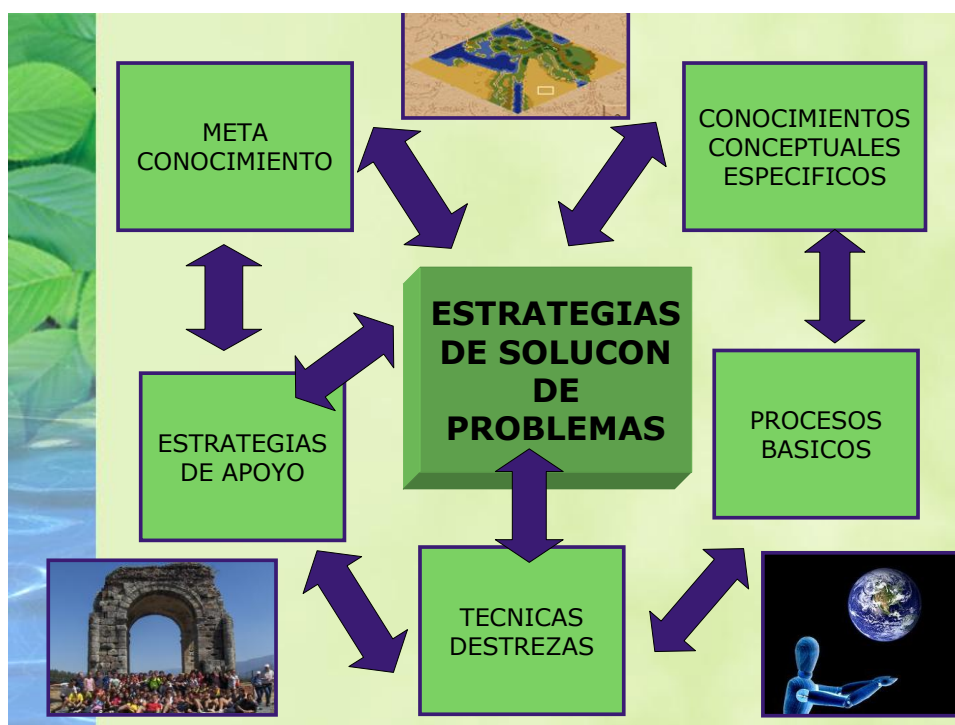 META
CONOCIMIENTO
CONOCIMIENTOS
CONCEPTUALES
ESPECIFICOS
ESTRATEGIAS
DE SOLUCON
DE
PROBLEMAS
ESTRATEGIAS
DE APOYO
PROCESOS
BASICOS
TECNICAS
DESTREZAS